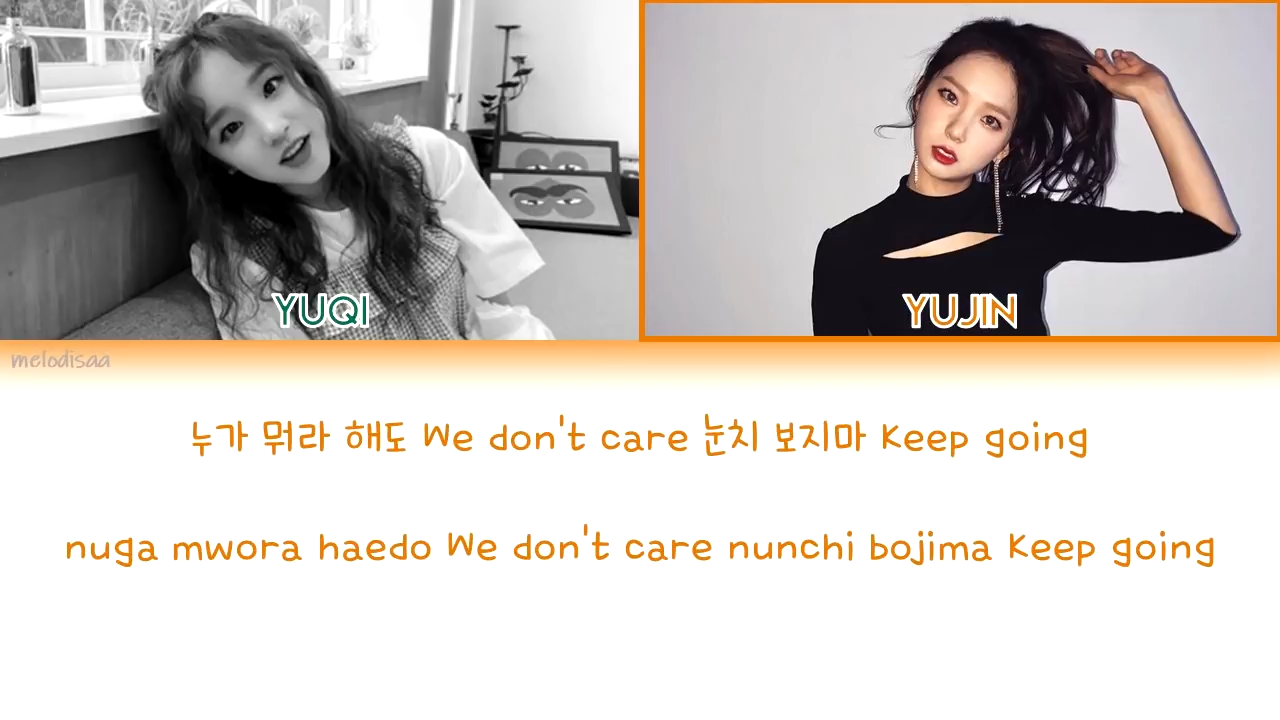 YUQI
YUJIN
melodisaa
누가 뭐라 해도 We don't care 눈치 보지마 Keep going
nuga mwora haedo We don't care nunchi bojima Keep going